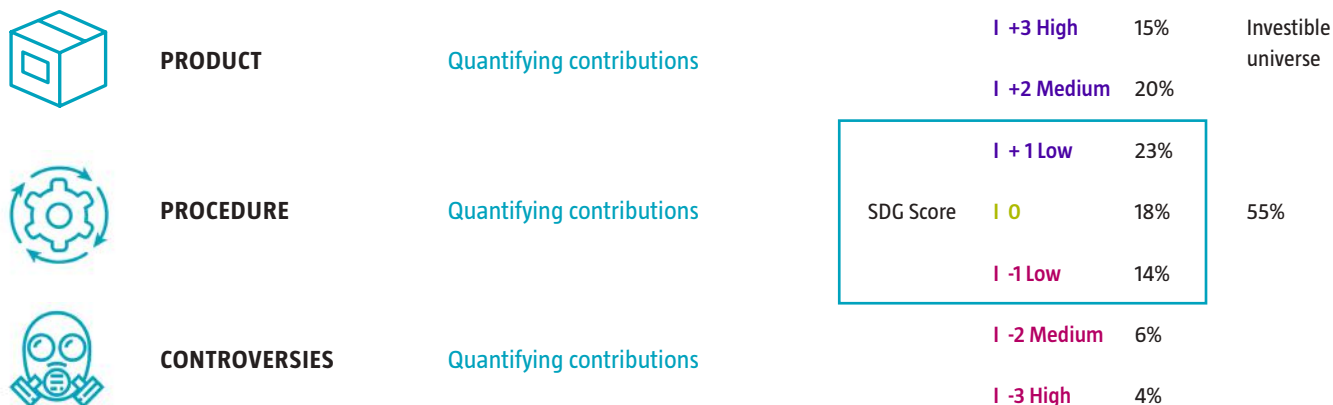 PRODUCT
Quantifying contributions
I +3 High 15%
Investible
universe
I +2 Medium 20%
I + 1 Low 23%
PROCEDURE
Quantifying contributions
SDG Score
I 0 18%
55%
I -1 Low 14%
CONTROVERSIES
Quantifying contributions
I -2 Medium 6%
I -3 High 4%